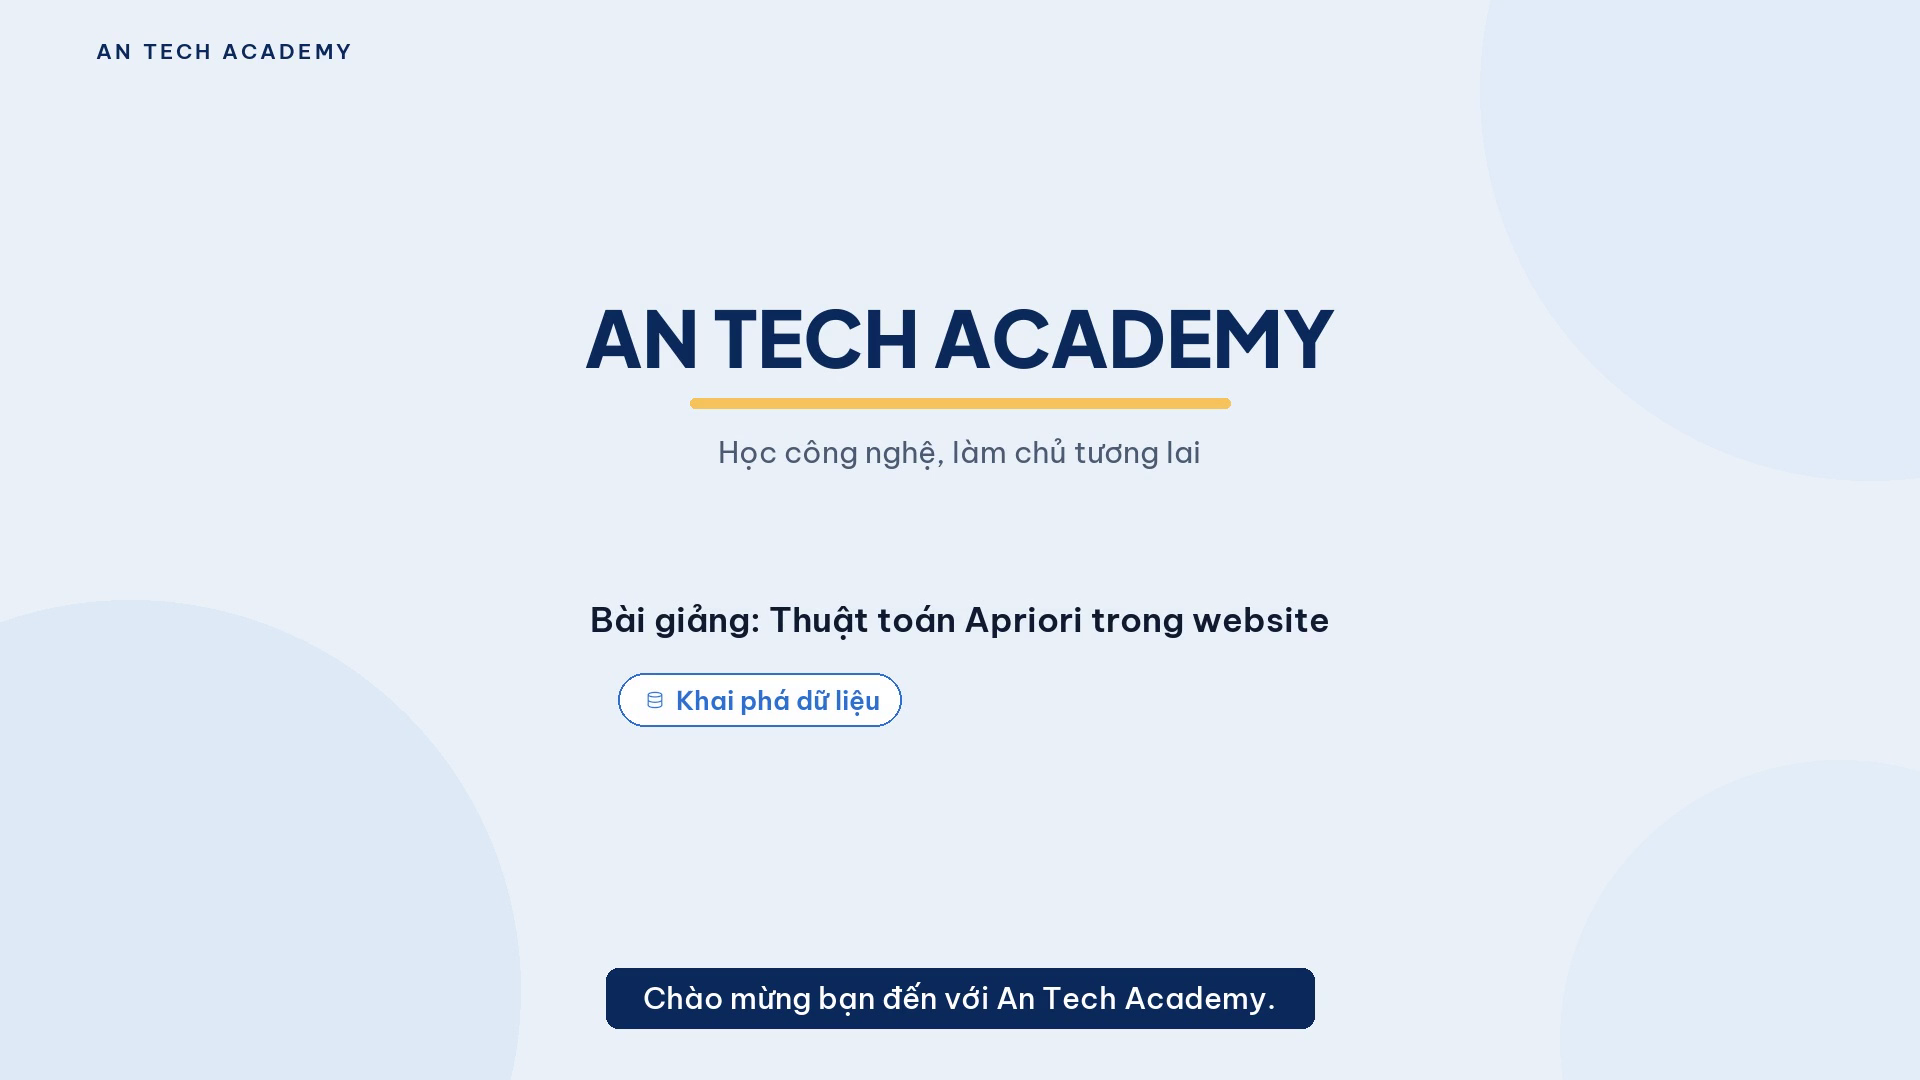 AN TECH ACADEMY
AN TECH ACADEMY
Học công nghệ, làm chủ tương lai
Bài giảng: Thuật toán Apriori trong website
Khai phá dữ liệu
Chào mừng bạn đến với An Tech Academy.